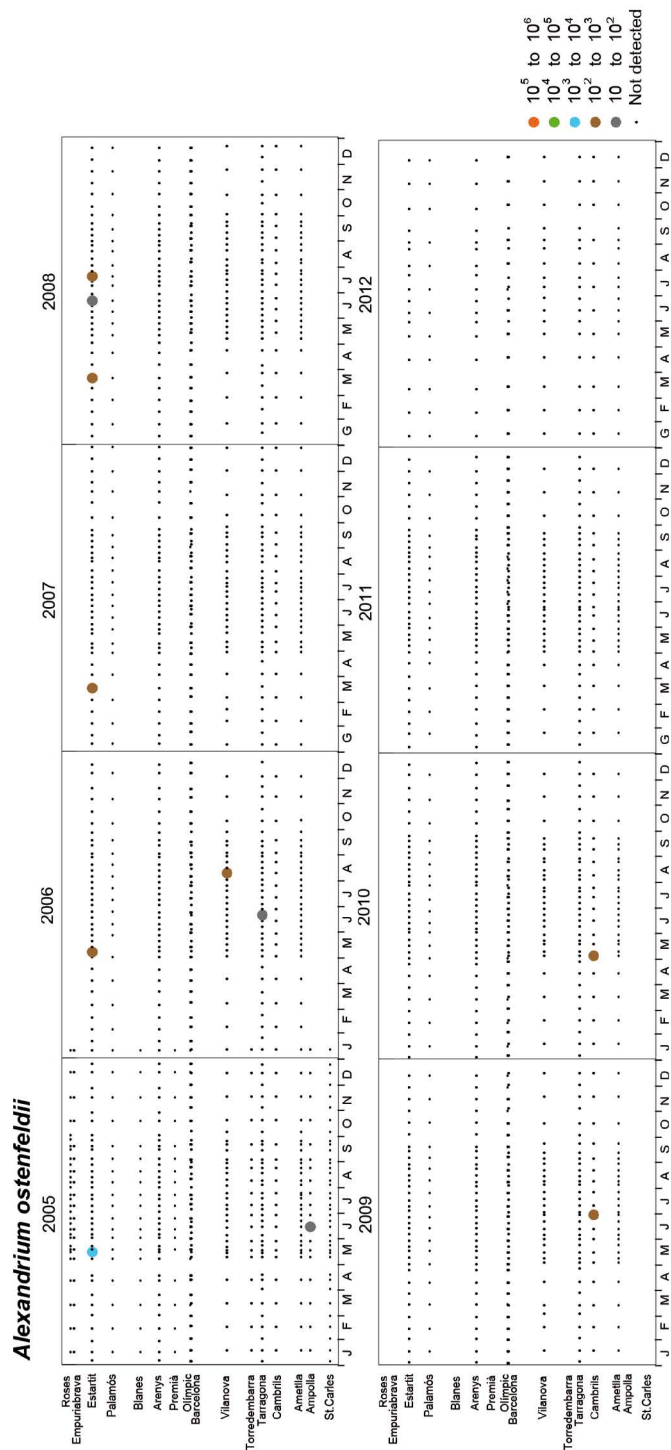 Alexandrium ostenfeldii
2005 2006 2007 2008
Roses
Empuriabrava
Estartit
Palamós
Blanes
Arenys
Premiá
Olímpic
Barcelona
Vilanova
Torredembarra
Tarragona
Cambrils
Ametlla
Ampolla
St.Carles
J F M A M J J A S O N D J F M A M J J A S O N D G F M A M J J A S O N D G F M A M J J A S O N D
2009 2010 2011 2012
Roses
Empuriabrava
Estartit
Palamós
Blanes
Arenys
Premiá
Olímpic
Barcelona
Vilanova
Torredembarra
Tarragona
Cambrils
Ametlla
Ampolla
St.Carles
J F M A M J J A S O N D J F M A M J J A S O N D G F M A M J J A S O N D G F M A M J J A S O N D
10⁵ to 10⁶
10⁴ to 10⁵
10³ to 10⁴
10² to 10³
10 to 10²
Not detected